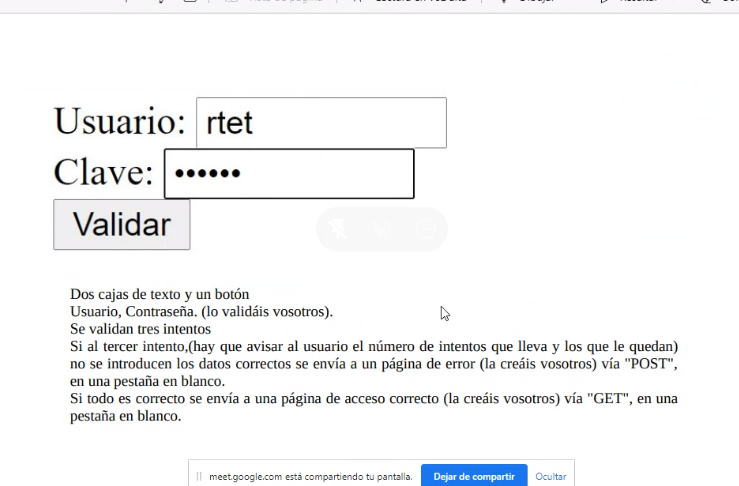 Usuario: rtet
Clave: ••••••
Validar
Dos cajas de texto y un botón
Usuario, Contraseña. (lo validáis vosotros).
Se validan tres intentos
Si al tercer intento,(hay que avisar al usuario el número de intentos que lleva y los que le quedan)
no se introducen los datos correctos se envía a un página de error (la creáis vosotros) vía "POST",
en una pestaña en blanco.
Si todo es correcto se envía a una página de acceso correcto (la creáis vosotros) vía "GET", en una
pestaña en blanco.
meet.google.com está compartiendo tu pantalla. Dejar de compartir Ocultar